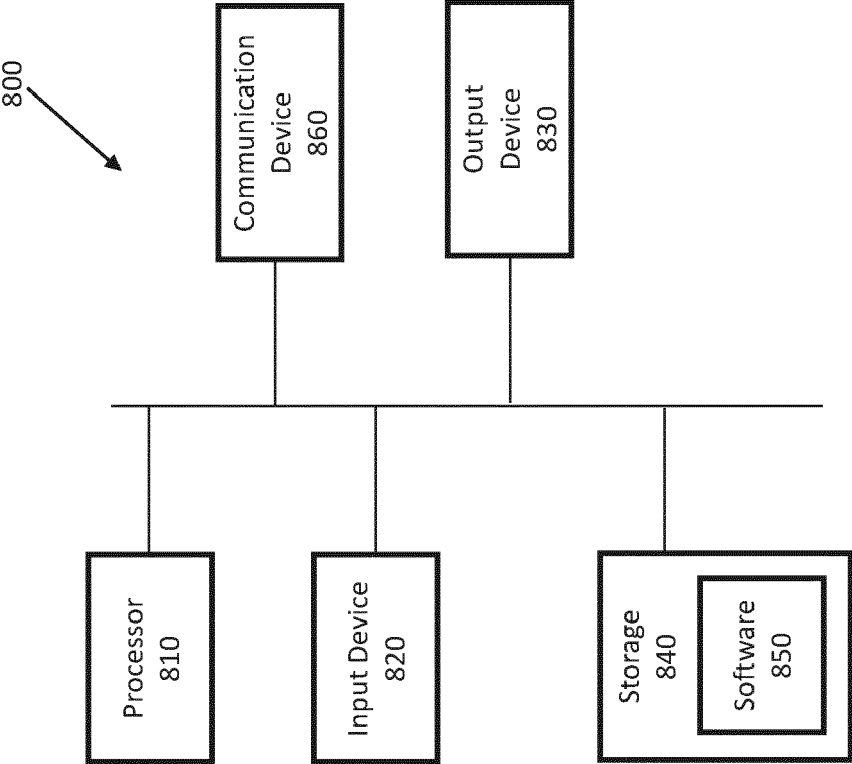 800
Processor
810
Communication
Device
860
Input Device
820
Output
Device
830
Storage
840
Software
850